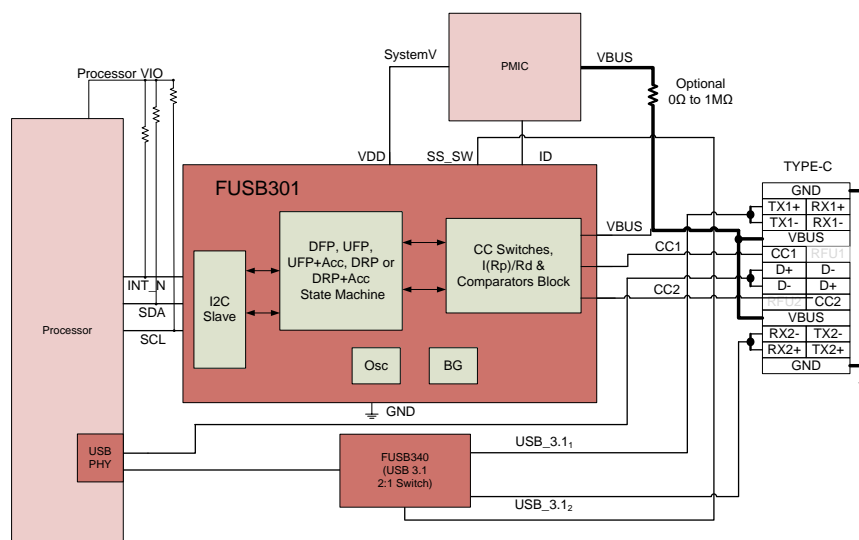 SystemV
PMIC
VBUS
Optional
0Ω to 1MΩ
Processor VIO
VDD
SS_SW
ID
TYPE-C
FUSB301
GND
TX1+ RX1+
TX1- RX1-
VBUS
CC1 RFU1
D+ D-
D- D+
RFU2 CC2
VBUS
RX2- TX2-
RX2+ TX2+
GND
DFP, UFP,
UFP+Acc, DRP or
DRP+Acc
State Machine
CC Switches,
I(Rp)/Rd &
Comparators Block
VBUS
CC1
CC2
I2C
Slave
INT_N
SDA
SCL
Processor
Osc
BG
GND
USB
PHY
FUSB340
(USB 3.1
2:1 Switch)
USB_3.1₁
USB_3.1₂